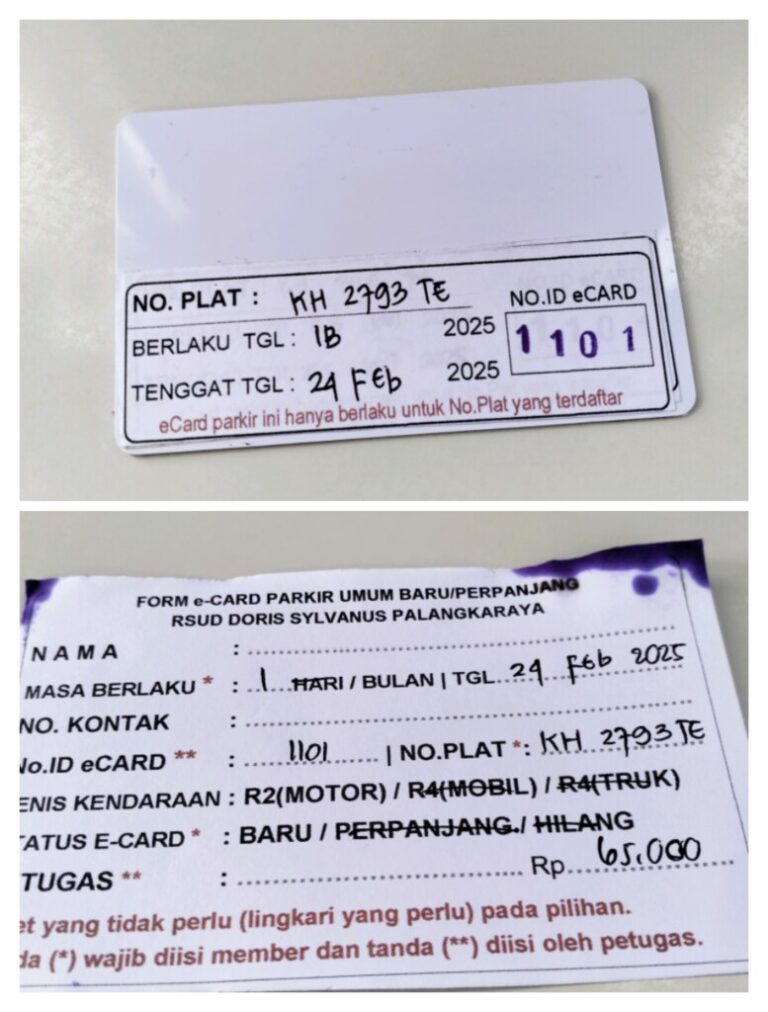 NO. PLAT : KH 2793 TE
NO.ID eCARD
BERLAKU TGL : 1B 2025
1101
TENGGAT TGL : 24 Feb 2025
eCard parkir ini hanya berlaku untuk No.Plat yang terdaftar
FORM e-CARD PARKIR UMUM BARU/PERPANJANG
RSUD DORIS SYLVANUS PALANGKARAYA
NAMA :
MASA BERLAKU * : 1 HARI / BULAN | TGL. 24 Feb 2025
NO. KONTAK :
No.ID eCARD ** : 1101 | NO.PLAT *: KH 2793 TE
ENIS KENDARAAN : R2(MOTOR) / R4(MOBIL) / R4(TRUK)
TATUS E-CARD * : BARU / PERPANJANG./ HILANG
TUGAS ** : Rp 65.000
et yang tidak perlu (lingkari yang perlu) pada pilihan.
da (*) wajib diisi member dan tanda (**) diisi oleh petugas.